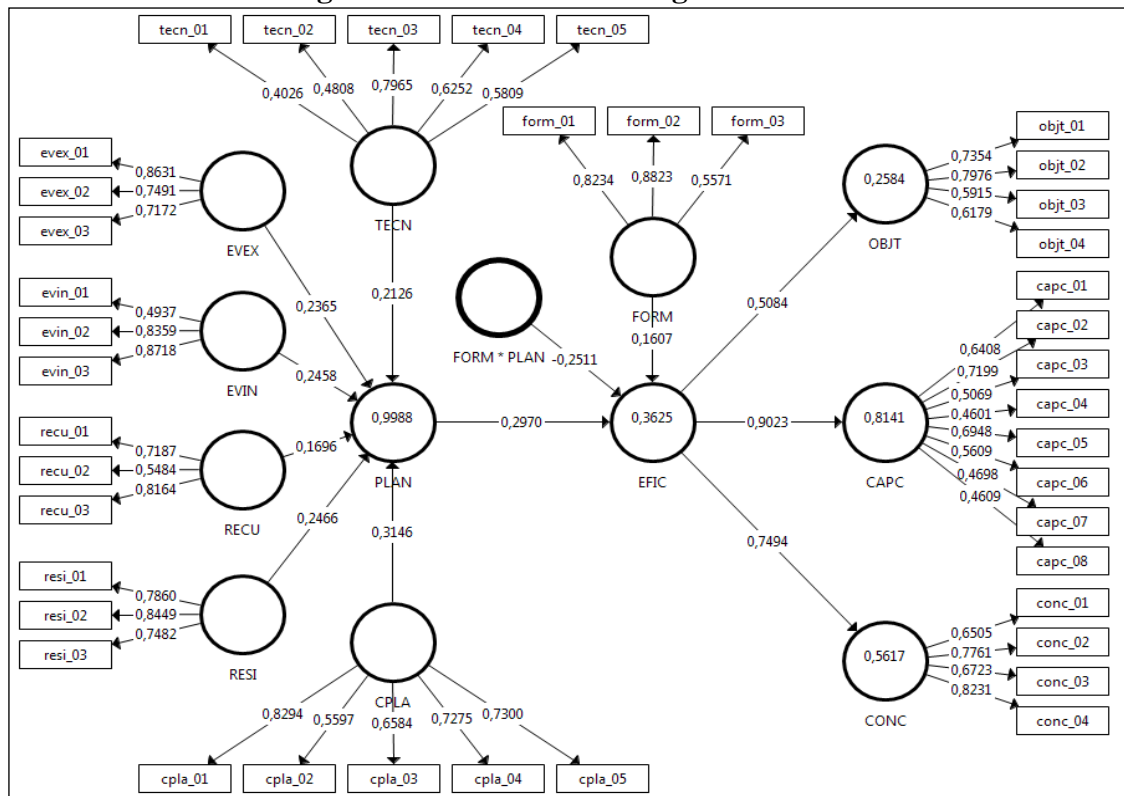 tecn_01 tecn_02 tecn_03 tecn_04 tecn_05
0,4026 0,4808 0,7965 0,6252 0,5809
TECN
form_01 form_02 form_03
0,8234 0,8823 0,5571
FORM
evex_01
evex_02
evex_03
0,8631
0,7491
0,7172
EVEX
evin_01
evin_02
evin_03
0,4937
0,8359
0,8718
EVIN
recu_01
recu_02
recu_03
0,7187
0,5484
0,8164
RECU
resi_01
resi_02
resi_03
0,7860
0,8449
0,7482
RESI
0,2126
0,2365
0,2458
0,1696
0,2466
0,3146
0,9988
PLAN
FORM * PLAN
-0,2511
0,1607
0,2970
0,3625
EFIC
0,5084
0,9023
0,7494
0,2584
OBJT
0,7354
0,7976
0,5915
0,6179
objt_01
objt_02
objt_03
objt_04
0,8141
CAPC
0,6408
0,7199
0,5069
0,4601
0,6948
0,5609
0,4698
0,4609
capc_01
capc_02
capc_03
capc_04
capc_05
capc_06
capc_07
capc_08
0,5617
CONC
0,6505
0,7761
0,6723
0,8231
conc_01
conc_02
conc_03
conc_04
CPLA
0,8294 0,5597 0,6584 0,7275 0,7300
cpla_01 cpla_02 cpla_03 cpla_04 cpla_05